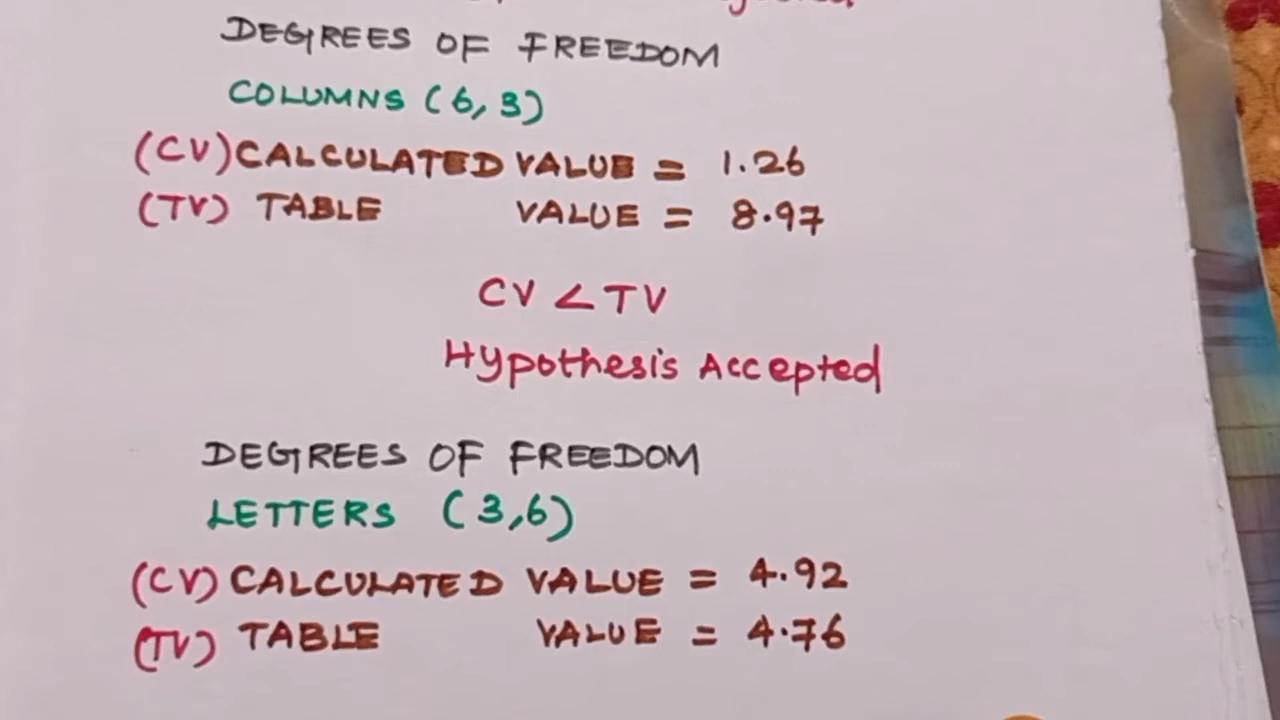 DEGREES OF FREEDOM
COLUMNS (6,3)
(CV) CALCULATED VALUE = 1.26
(TV) TABLE VALUE = 8.97
CV < TV
Hypothesis Accepted
DEGREES OF FREEDOM
LETTERS (3,6)
(CV) CALCULATED VALUE = 4.92
(TV) TABLE VALUE = 4.76